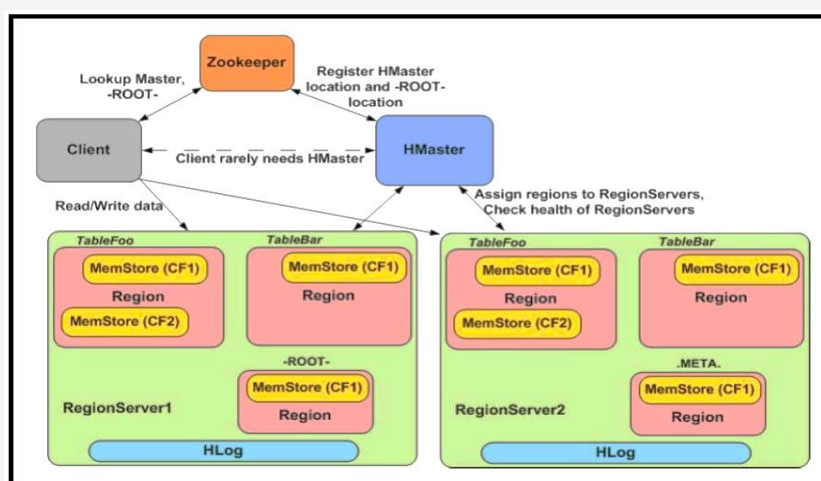 Zookeeper
Lookup Master,
-ROOT-
Register HMaster
location and -ROOT-
location
Client
Client rarely needs HMaster
HMaster
Read/Write data
Assign regions to RegionServers,
Check health of RegionServers
TableFoo
MemStore (CF1)
Region
MemStore (CF2)
TableBar
MemStore (CF1)
Region
-ROOT-
MemStore (CF1)
Region
RegionServer1
HLog
TableFoo
MemStore (CF1)
Region
MemStore (CF2)
TableBar
MemStore (CF1)
Region
.META.
MemStore (CF1)
Region
RegionServer2
HLog